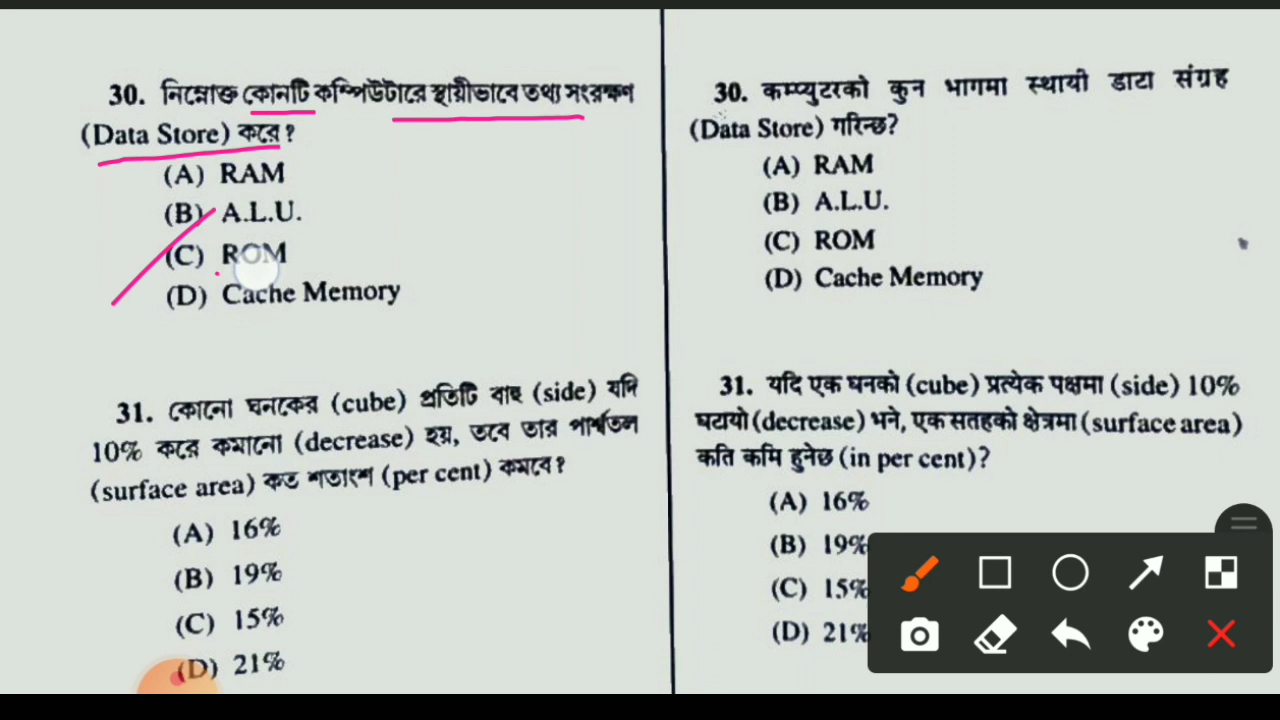 30. নিম্নোক্ত কোনটি কম্পিউটারে স্থায়ীভাবে তথ্য সংরক্ষণ
(Data Store) করে?
(A) RAM
(B) A.L.U.
(C) ROM
(D) Cache Memory
31. কোনো ঘনকের (cube) প্রতিটি বাহু (side) যদি
10% করে কমানো (decrease) হয়, তবে তার পার্শ্বতল
(surface area) কত শতাংশ (per cent) কমবে?
(A) 16%
(B) 19%
(C) 15%
(D) 21%
30. कम्प्युटरको कुन भागमा स्थायी डाटा संग्रह
(Data Store) गरिन्छ?
(A) RAM
(B) A.L.U.
(C) ROM
(D) Cache Memory
31. यदि एक घनको (cube) प्रत्येक पक्षमा (side) 10%
घटायो (decrease) भने, एक सतहको क्षेत्रमा (surface area)
कति कमि हुनेछ (in per cent)?
(A) 16%
(B) 19%
(C) 15%
(D) 21%